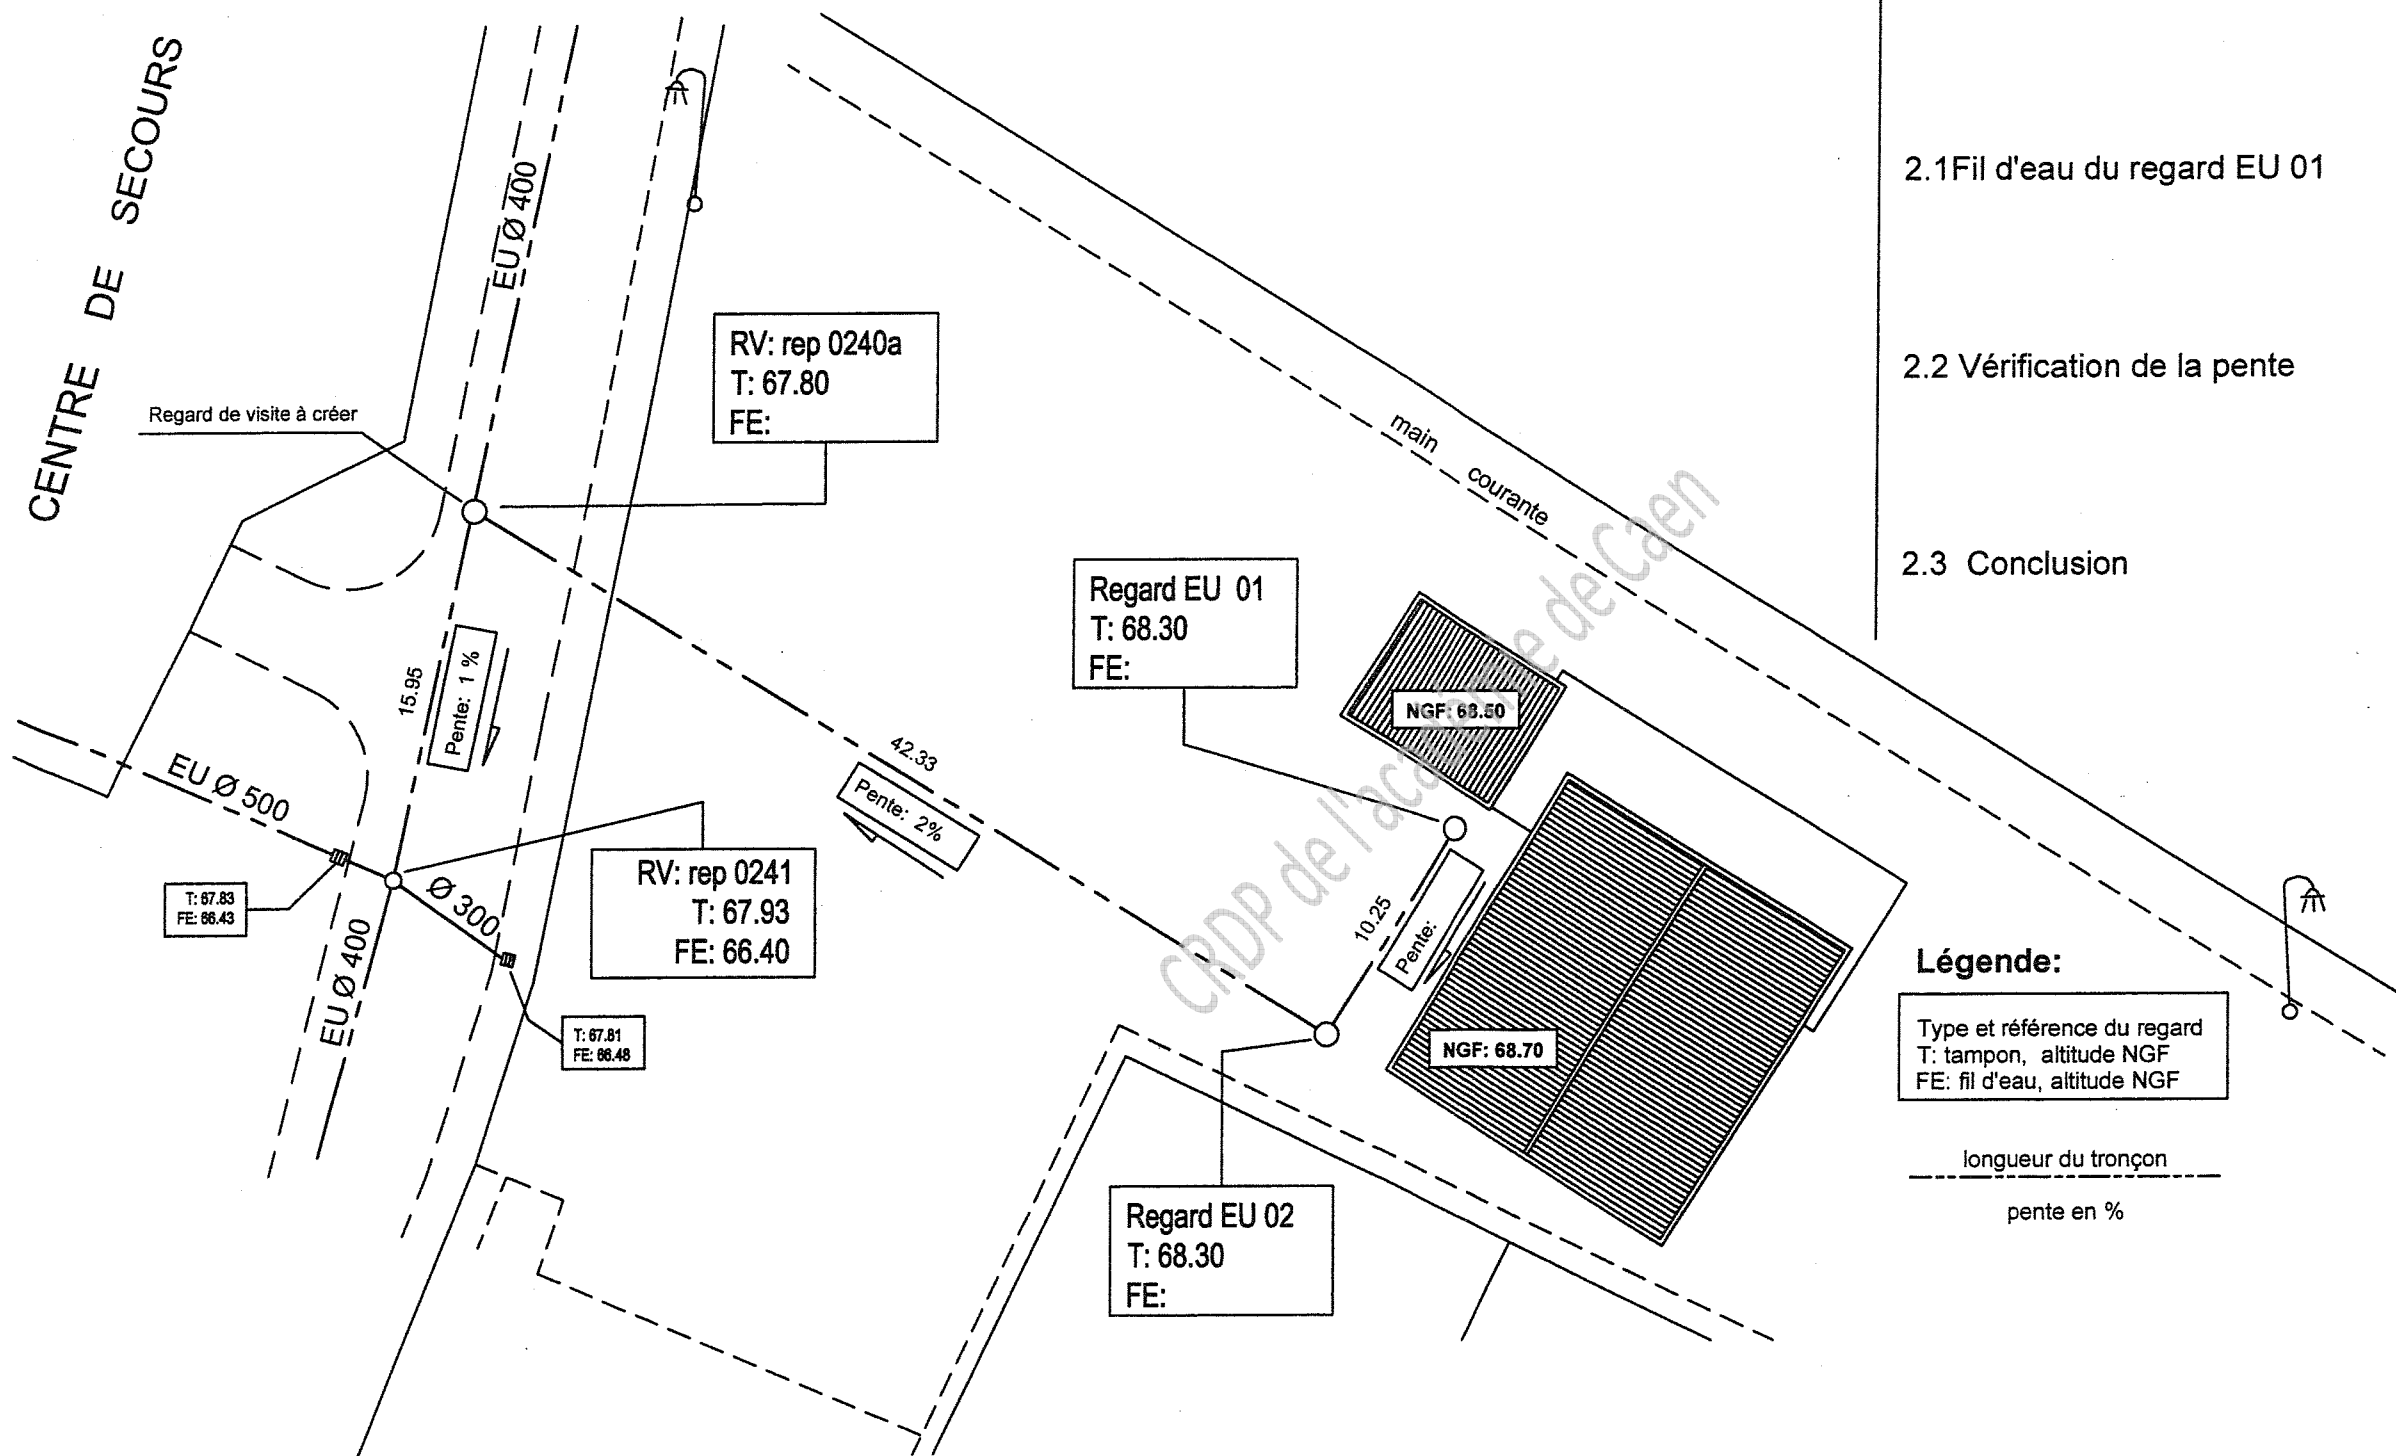 CENTRE DE SECOURS
EU Ø 400
2.1Fil d'eau du regard EU 01
RV: rep 0240a
T: 67.80
FE:
2.2 Vérification de la pente
Regard de visite à créer
main courante
2.3 Conclusion
Regard EU 01
T: 68.30
FE:
15.95
Pente: 1 %
NGF: 68.50
42.33
Pente: 2%
EU Ø 500
RV: rep 0241
T: 67.93
FE: 66.40
T: 67.83
FE: 66.43
Ø 300
EU Ø 400
10.25
Pente:
T: 67.81
FE: 66.48
NGF: 68.70
Légende:
Type et référence du regard
T: tampon, altitude NGF
FE: fil d'eau, altitude NGF
longueur du tronçon
pente en %
Regard EU 02
T: 68.30
FE:
CRDP de l'académie de Caen